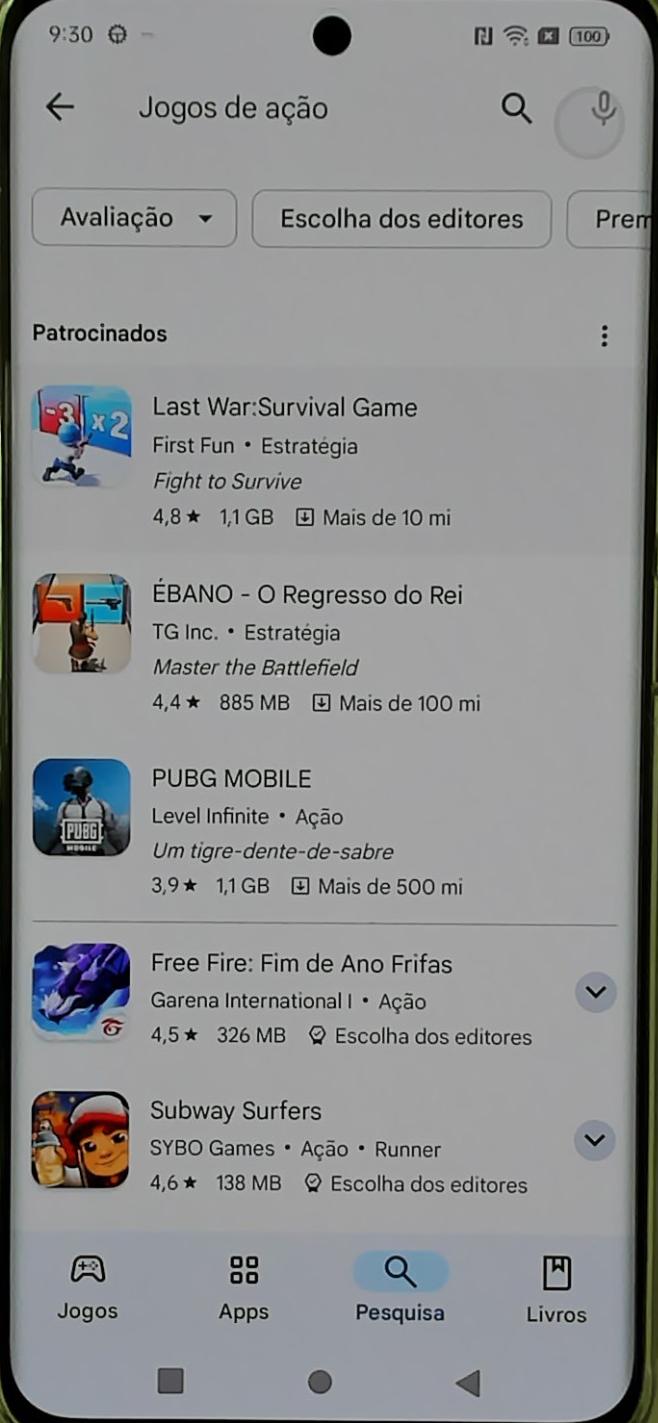 9:30
100
Jogos de ação
Avaliação
Escolha dos editores
Prem
Patrocinados
-3 x2
Last War:Survival Game
First Fun • Estratégia
Fight to Survive
4,8★ 1,1 GB Mais de 10 mi
ÉBANO - O Regresso do Rei
TG Inc. • Estratégia
Master the Battlefield
4,4★ 885 MB Mais de 100 mi
PUBG
MOBILE
PUBG MOBILE
Level Infinite • Ação
Um tigre-dente-de-sabre
3,9★ 1,1 GB Mais de 500 mi
Free Fire: Fim de Ano Frifas
Garena International I • Ação
4,5★ 326 MB Escolha dos editores
Subway Surfers
SYBO Games • Ação • Runner
4,6★ 138 MB Escolha dos editores
Jogos
Apps
Pesquisa
Livros